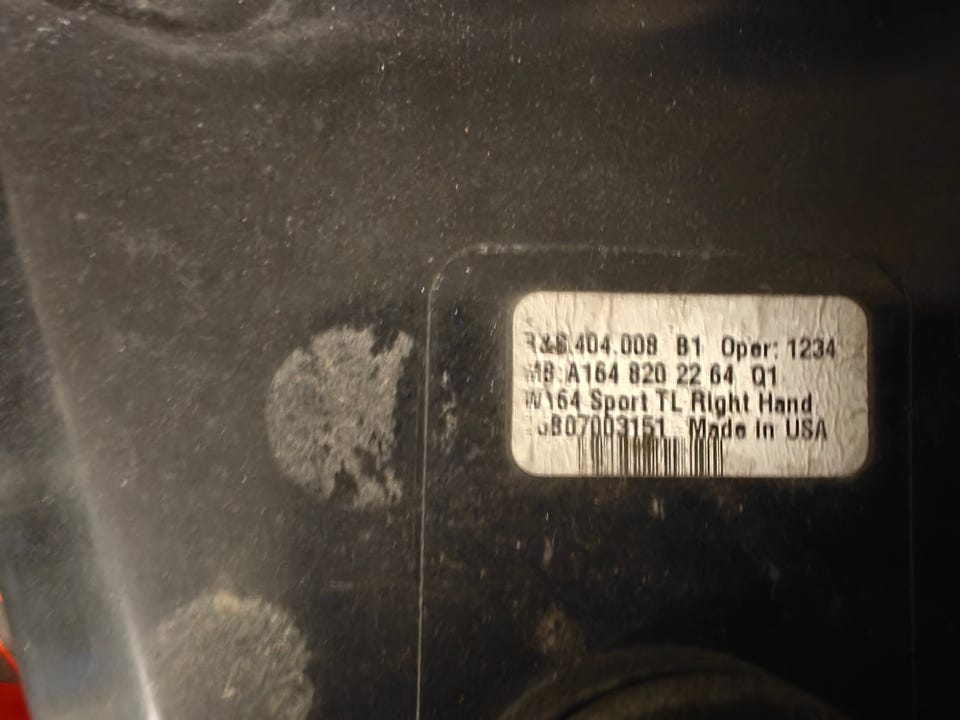 R&S.404.008 B1 Oper: 1234
MB:A164 820 22 64 Q1
W164 Sport TL Right Hand
Made in USA